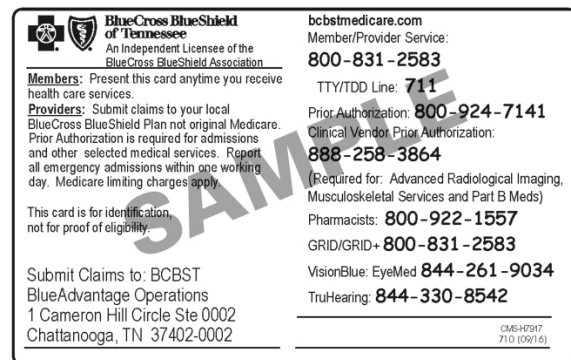 BlueCross BlueShield
of Tennessee
An Independent Licensee of the
BlueCross BlueShield Association
Members: Present this card anytime you receive
health care services.
Providers: Submit claims to your local
BlueCross BlueShield Plan not original Medicare.
Prior Authorization is required for admissions
and other selected medical services. Report
all emergency admissions within one working
day. Medicare limiting charges apply.
This card is for identification,
not for proof of eligibility.
Submit Claims to: BCBST
BlueAdvantage Operations
1 Cameron Hill Circle Ste 0002
Chattanooga, TN 37402-0002
bcbstmedicare.com
Member/Provider Service:
800-831-2583
TTY/TDD Line: 711
Prior Authorization: 800-924-7141
Clinical Vendor Prior Authorization:
888-258-3864
(Required for: Advanced Radiological Imaging,
Musculoskeletal Services and Part B Meds)
Pharmacists: 800-922-1557
GRID/GRID+ 800-831-2583
VisionBlue: EyeMed 844-261-9034
TruHearing: 844-330-8542
CMS-H7917
710 (09/16)
SAMPLE